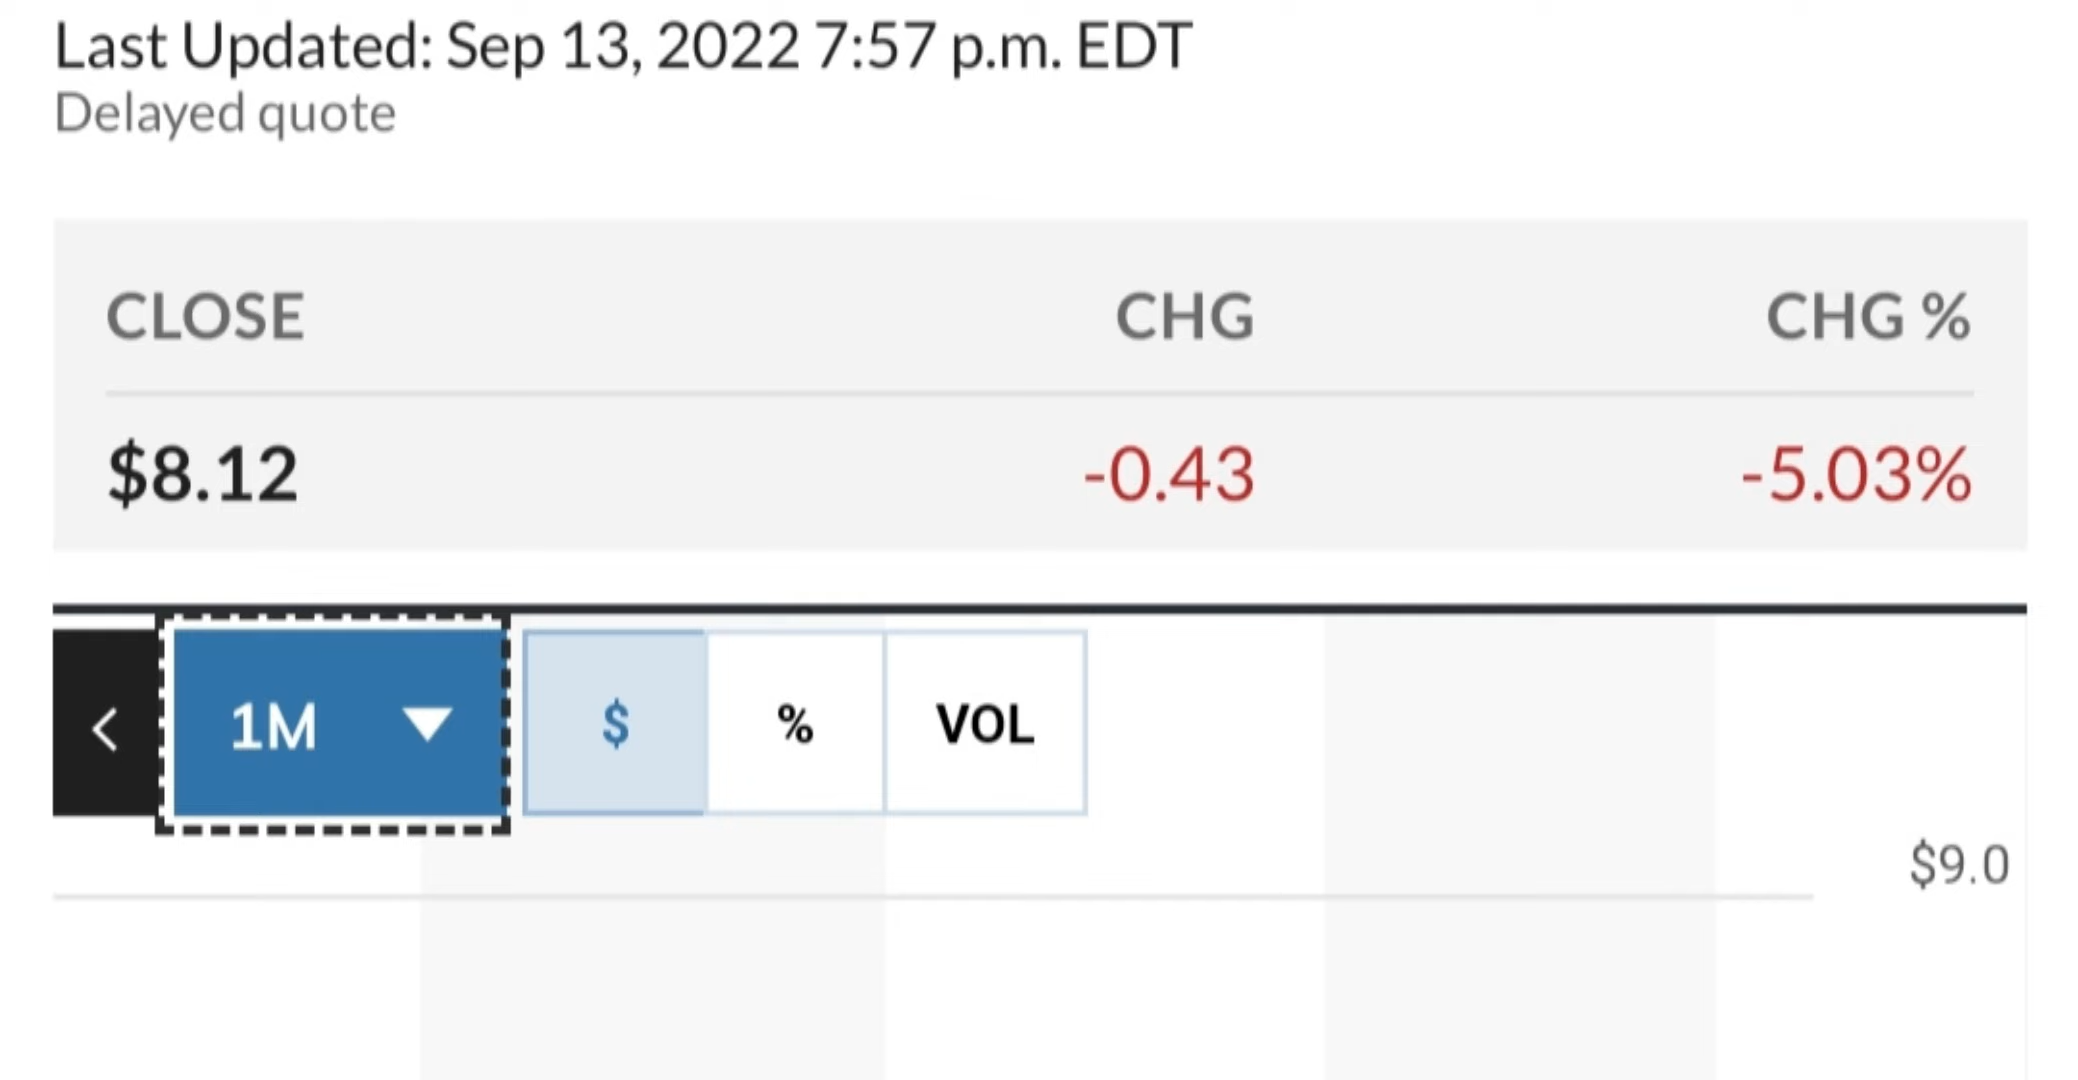 Last Updated: Sep 13, 2022 7:57 p.m. EDT
Delayed quote
CLOSE CHG CHG %
$8.12 -0.43 -5.03%
< 1M $ % VOL
$9.0